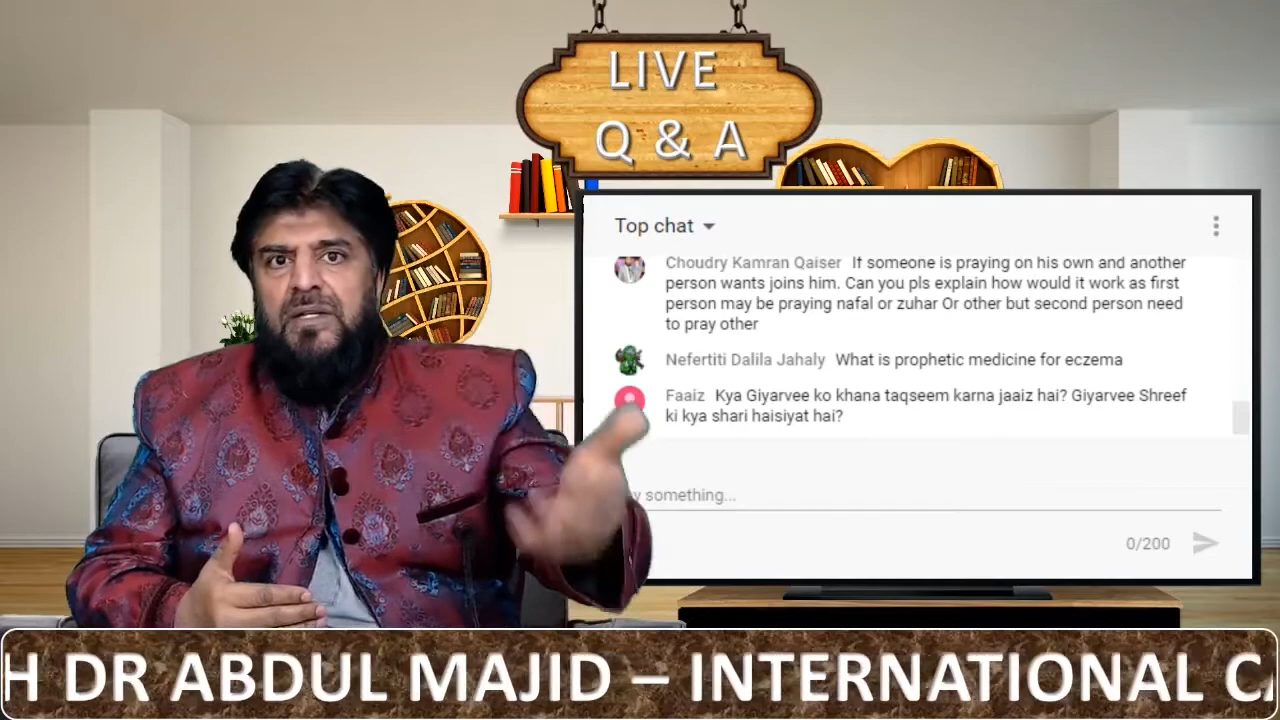 LIVE
Q & A
Top chat
Choudry Kamran Qaiser If someone is praying on his own and another
person wants joins him. Can you pls explain how would it work as first
person may be praying nafal or zuhar Or other but second person need
to pray other
Nefertiti Dalila Jahaly What is prophetic medicine for eczema
Faaiz Kya Giyarvee ko khana taqseem karna jaaiz hai? Giyarvee Shreef
ki kya shari haisiyat hai?
y something...
0/200
H DR ABDUL MAJID – INTERNATIONAL CA